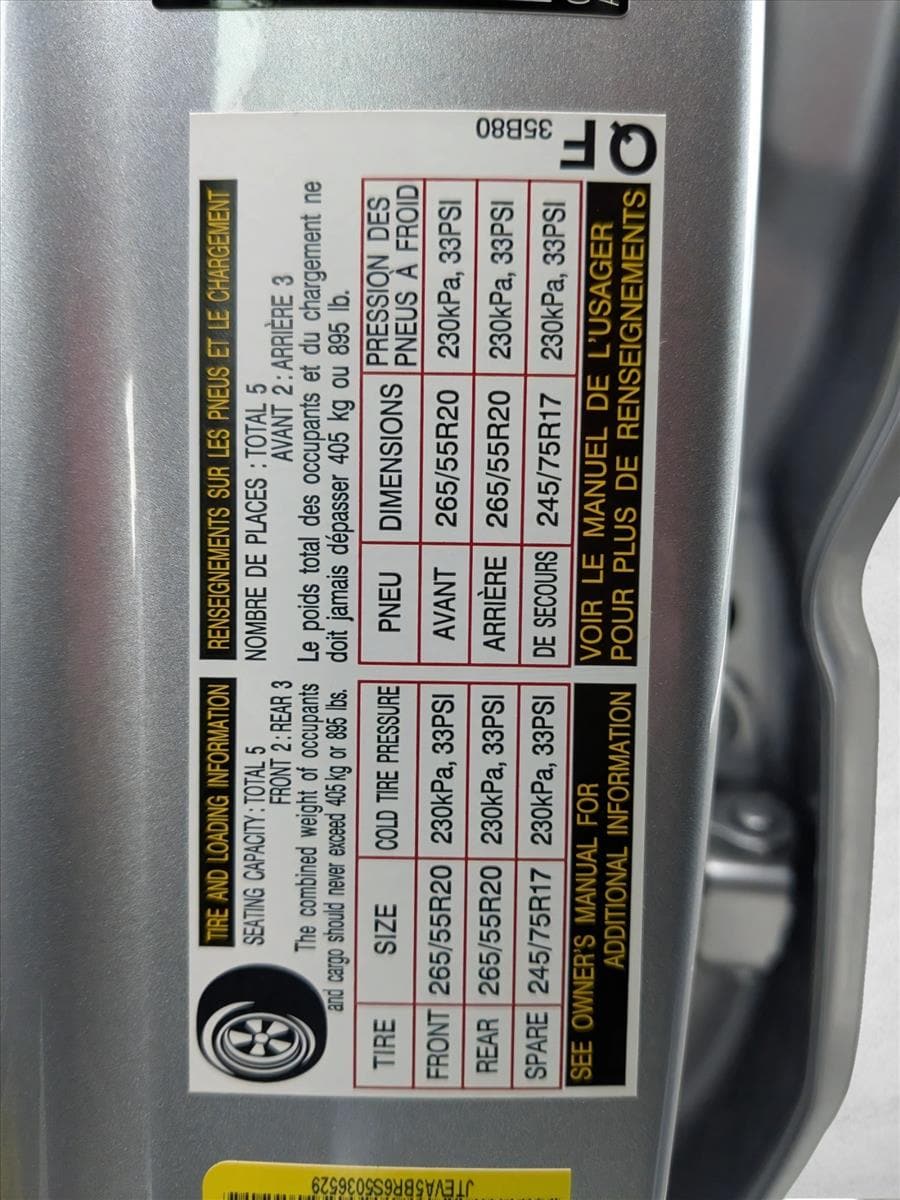 TIRE AND LOADING INFORMATION
SEATING CAPACITY : TOTAL 5
FRONT 2 : REAR 3
The combined weight of occupants
and cargo should never exceed 405 kg or 895 lbs.
TIRE SIZE COLD TIRE PRESSURE
FRONT 265/55R20 230kPa, 33PSI
REAR 265/55R20 230kPa, 33PSI
SPARE 245/75R17 230kPa, 33PSI
SEE OWNER'S MANUAL FOR
ADDITIONAL INFORMATION
RENSEIGNEMENTS SUR LES PNEUS ET LE CHARGEMENT
NOMBRE DE PLACES : TOTAL 5
AVANT 2 : ARRIÈRE 3
Le poids total des occupants et du chargement ne
doit jamais dépasser 405 kg ou 895 lb.
PNEU DIMENSIONS PRESSION DES
PNEUS À FROID
AVANT 265/55R20 230kPa, 33PSI
ARRIÈRE 265/55R20 230kPa, 33PSI
DE SECOURS 245/75R17 230kPa, 33PSI
VOIR LE MANUEL DE L'USAGER
POUR PLUS DE RENSEIGNEMENTS
35B80
QF
JTEVA5BR6S5036529